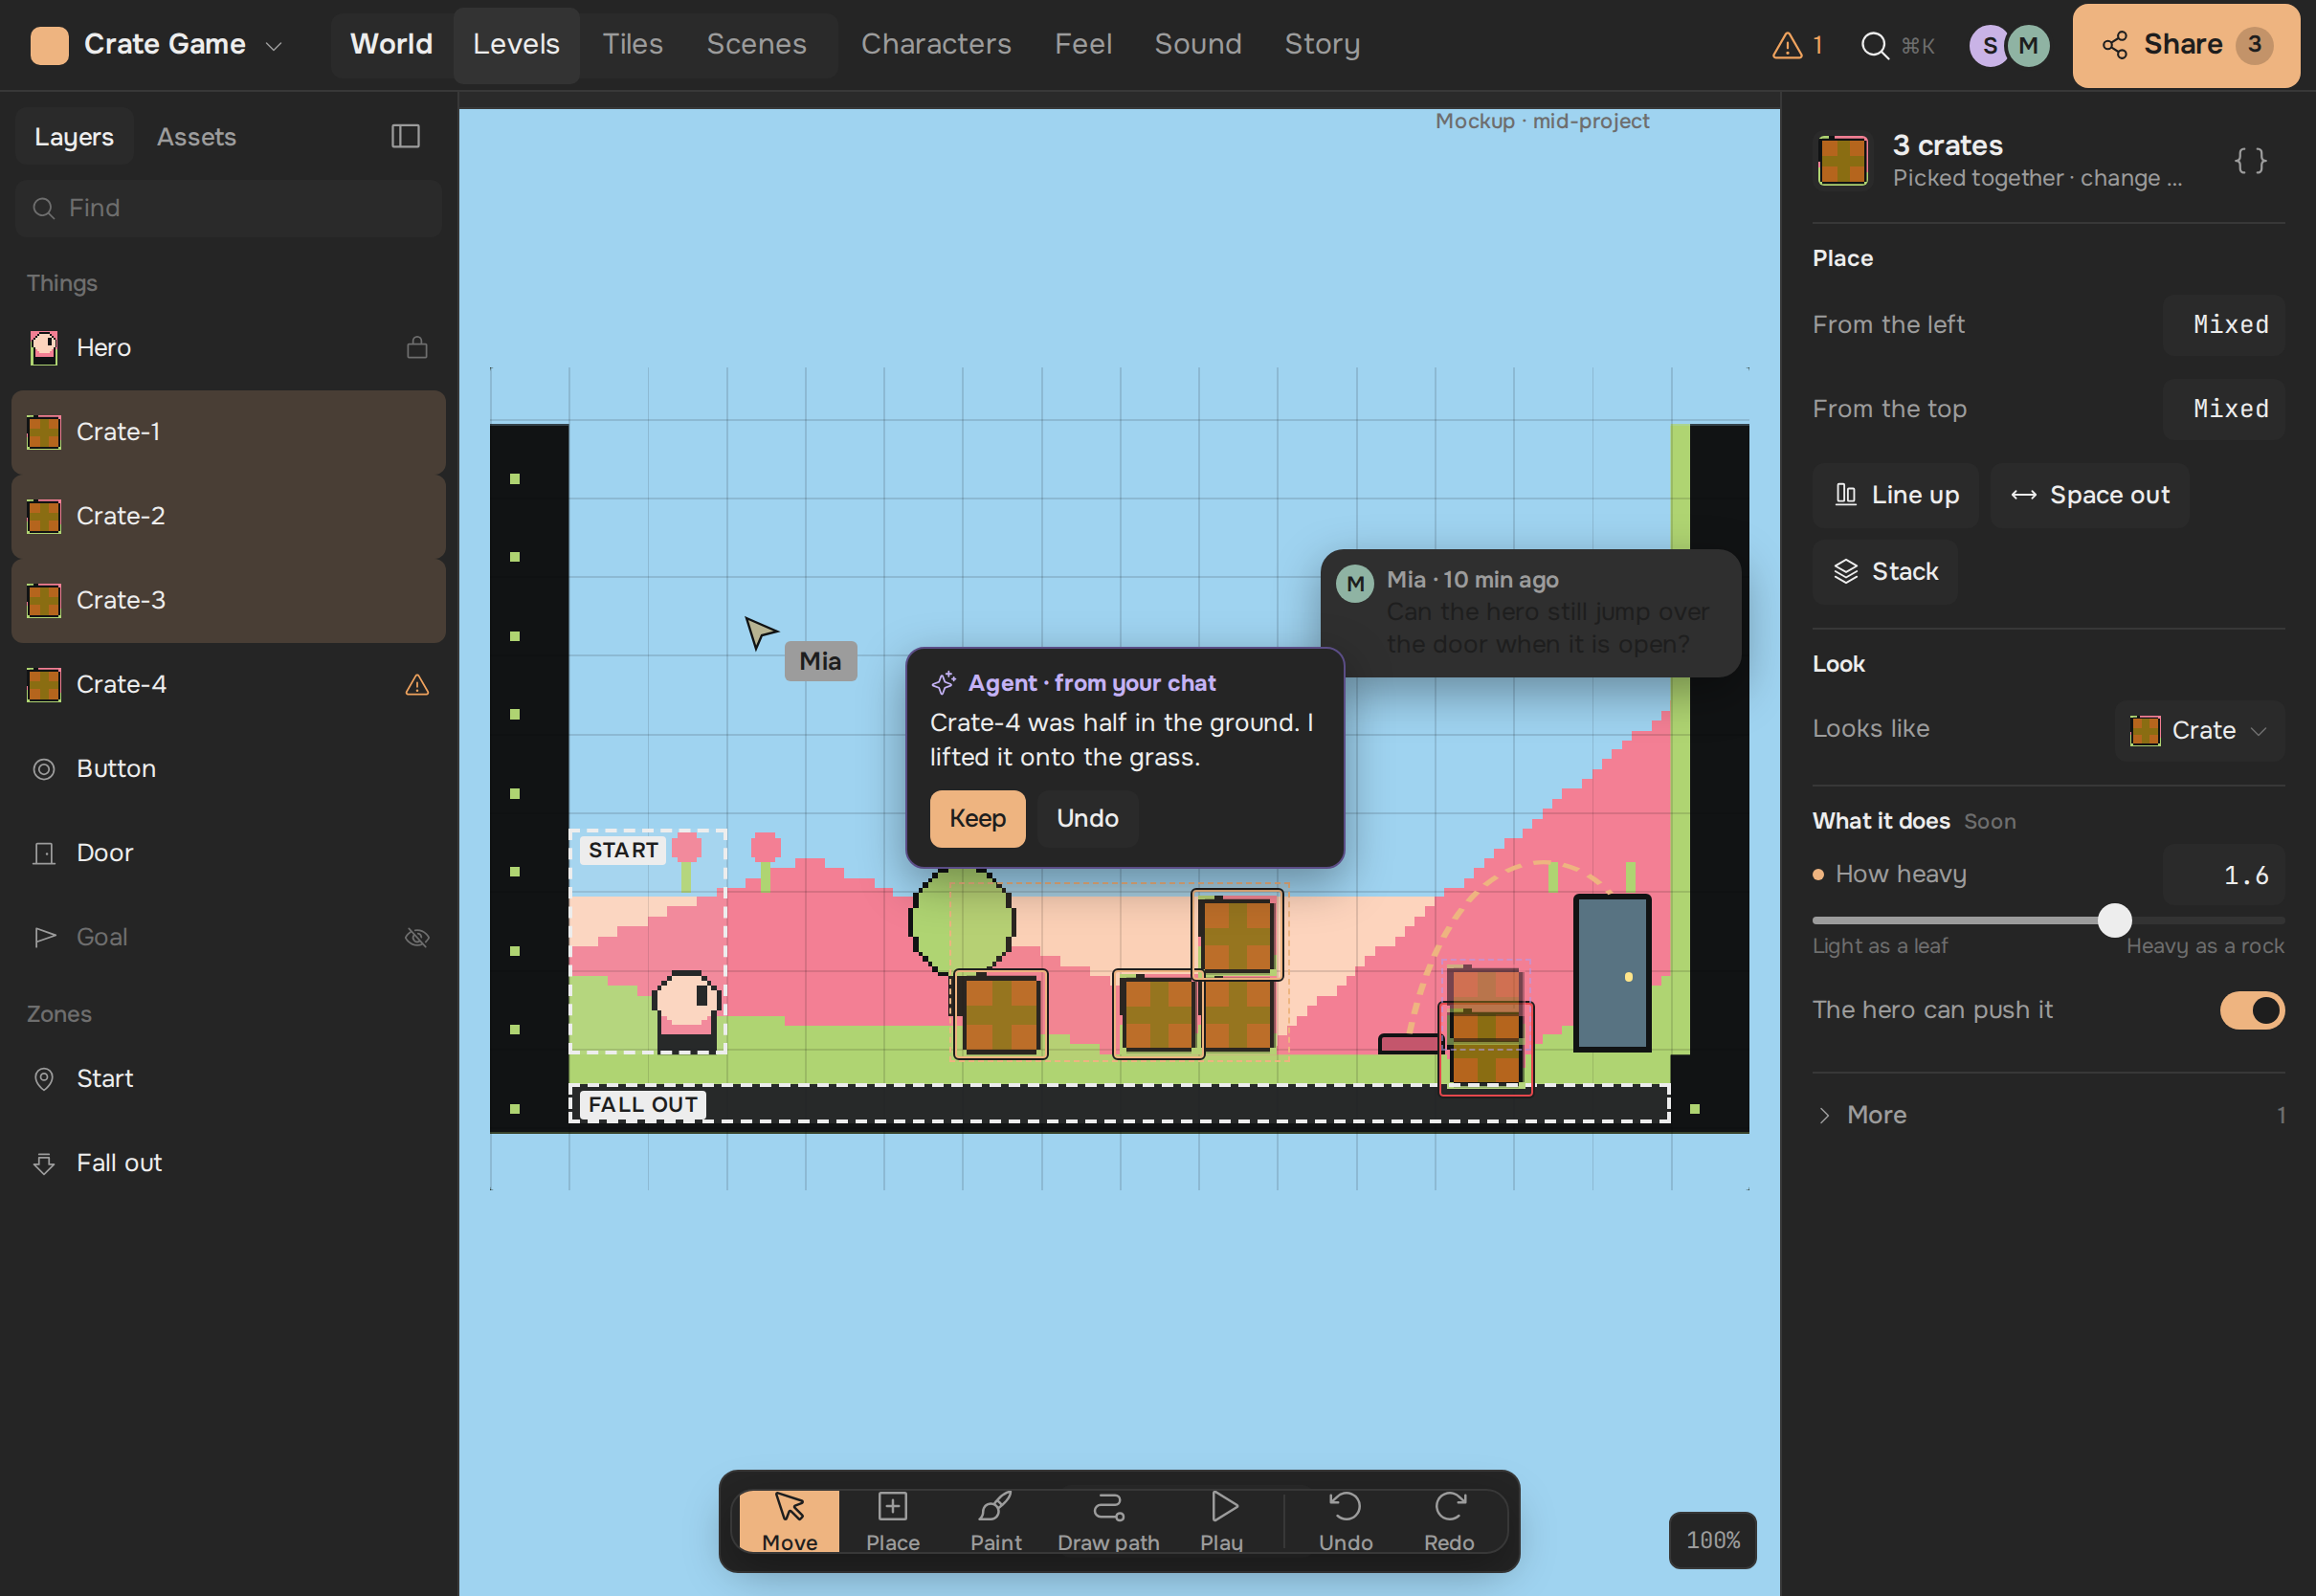 Crate Game
World Levels Tiles Scenes Characters Feel Sound Story
1
⌘K
S M
Share 3
Layers Assets
Find
Things
Hero
Crate-1
Crate-2
Crate-3
Crate-4
Button
Door
Goal
Zones
Start
Fall out
Mockup · mid-project
Mia
M
Mia · 10 min ago
Can the hero still jump over
the door when it is open?
Agent · from your chat
Crate-4 was half in the ground. I
lifted it onto the grass.
Keep Undo
START
FALL OUT
Move Place Paint Draw path Play Undo Redo
100%
3 crates
Picked together · change ...
{ }
Place
From the left Mixed
From the top Mixed
Line up Space out
Stack
Look
Looks like Crate
What it does Soon
How heavy 1.6
Light as a leaf Heavy as a rock
The hero can push it
More 1